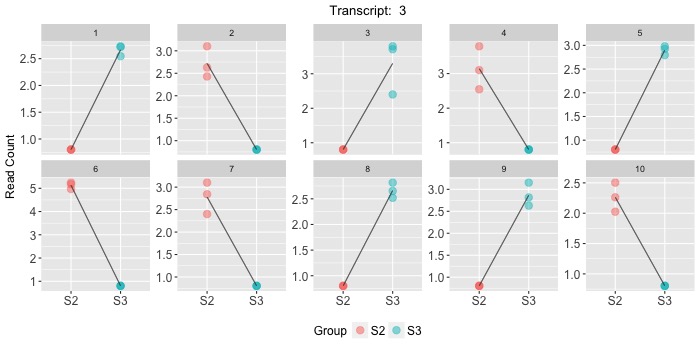 Transcript: 3
Read Count
1 2 3 4 5
2.5 3.0 3.0
2.0 2.5 3 3 2.5
1.5 2.0 2 2 2.0
1.0 1.5 1 1 1.5
1.0 1.0
6 7 8 9 10
5 3.0 2.5 3.0 2.5
4 2.5 2.0 2.5 2.0
3 2.0 1.5 2.0 1.5
2 1.5 1.0 1.5 1.0
1 1.0 1.0
S2 S3 S2 S3 S2 S3 S2 S3 S2 S3
Group S2 S3